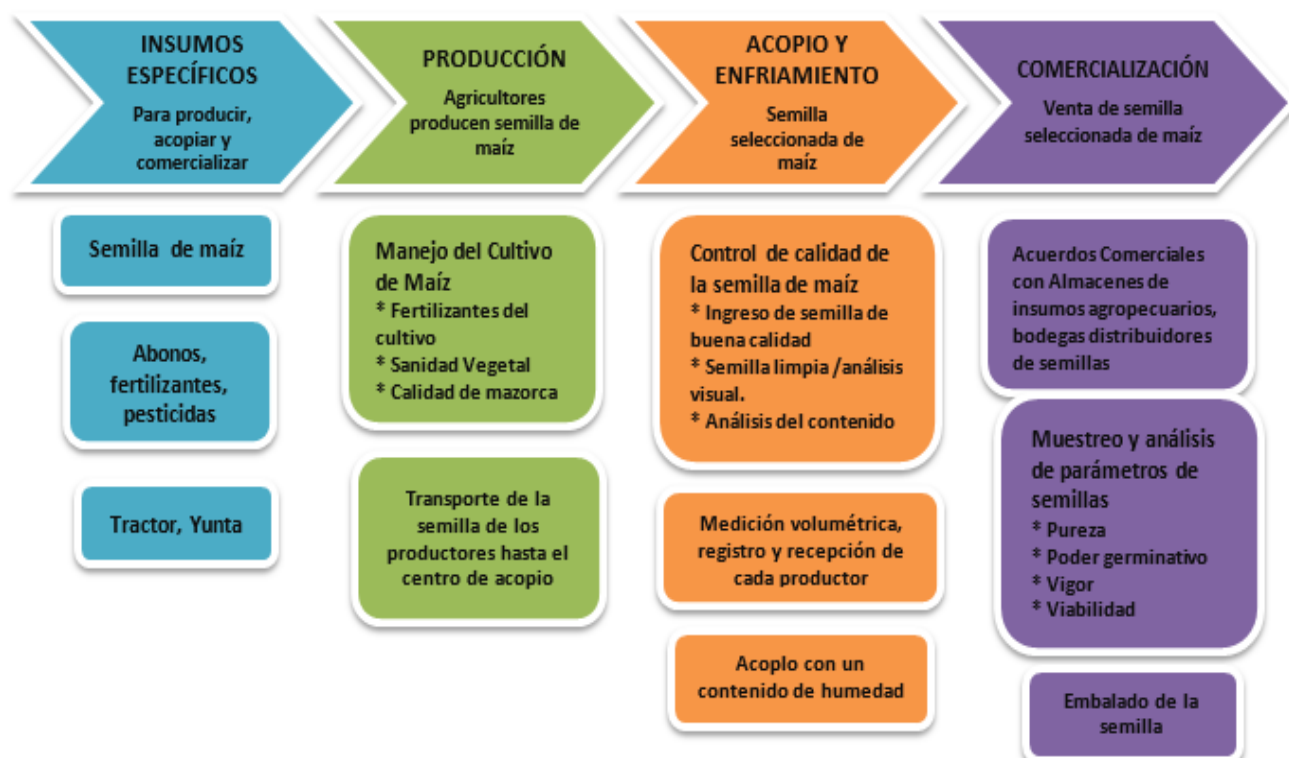 INSUMOS
ESPECÍFICOS
Para producir,
acopiar y
comercializar
PRODUCCIÓN
Agricultores
producen semilla de
maíz
ACOPIO Y
ENFRIAMIENTO
Semilla
seleccionada de
maíz
COMERCIALIZACIÓN
Venta de semilla
seleccionada de maíz
Semilla de maíz
Abonos,
fertilizantes,
pesticidas
Tractor, Yunta
Manejo del Cultivo
de Maíz
* Fertilizantes del
cultivo
* Sanidad Vegetal
* Calidad de mazorca
Transporte de la
semilla de los
productores hasta el
centro de acopio
Control de calidad de
la semilla de maíz
* Ingreso de semilla de
buena calidad
* Semilla limpia /análisis
visual.
* Análisis del contenido
Medición volumétrica,
registro y recepción de
cada productor
Acoplo con un
contenido de humedad
Acuerdos Comerciales
con Almacenes de
insumos agropecuarios,
bodegas distribuidores
de semillas
Muestreo y análisis
de parámetros de
semillas
* Pureza
* Poder germinativo
* Vigor
* Viabilidad
Embalado de la
semilla